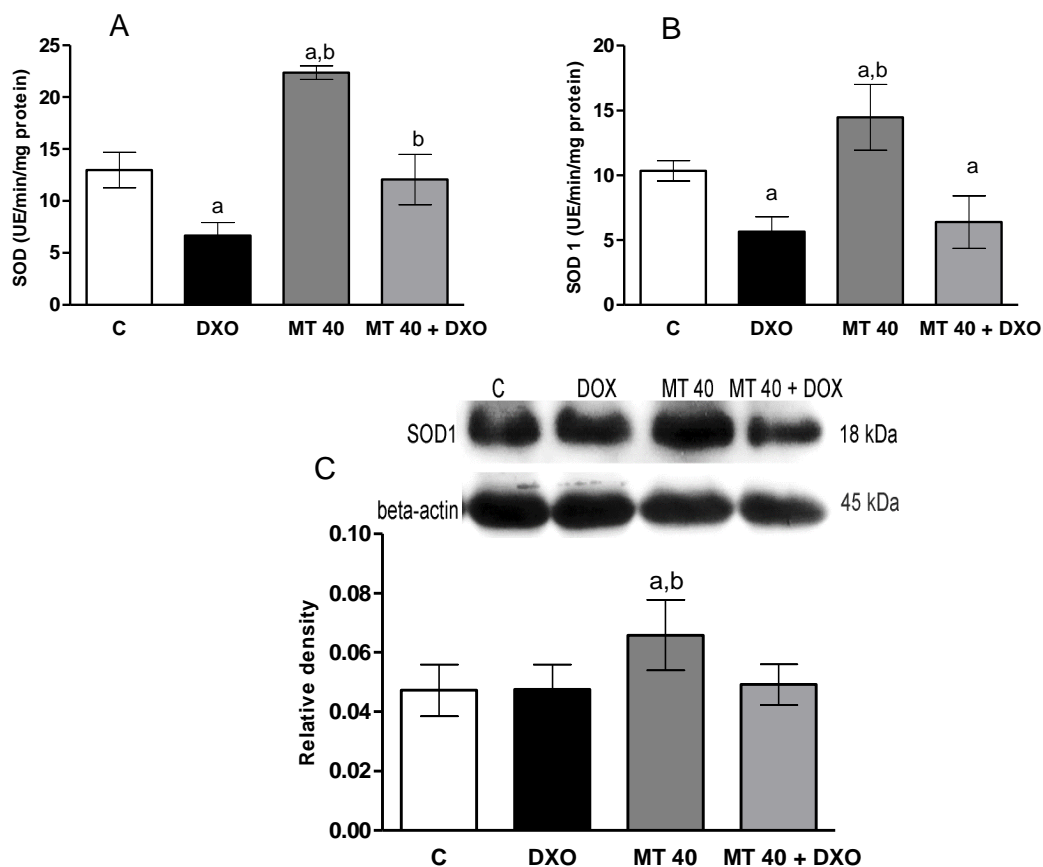 A
SOD (UE/min/mg protein)
25
20
15
10
5
0
a
a,b
b
C DXO MT 40 MT 40 + DXO
B
SOD 1 (UE/min/mg protein)
20
15
10
5
0
a
a,b
a
C DXO MT 40 MT 40 + DXO
C
C DOX MT 40 MT 40 + DOX
SOD1 18 kDa
beta-actin 45 kDa
Relative density
0.10
0.08
0.06
0.04
0.02
0.00
a,b
C DXO MT 40 MT 40 + DXO